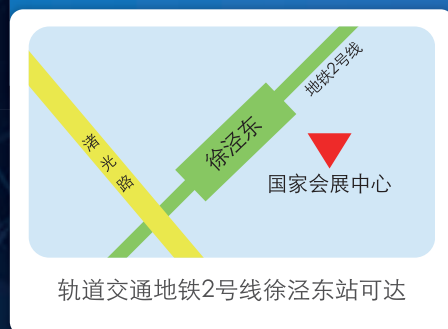 地铁2号线
徐泾东
渚光路
国家会展中心
轨道交通地铁2号线徐泾东站可达